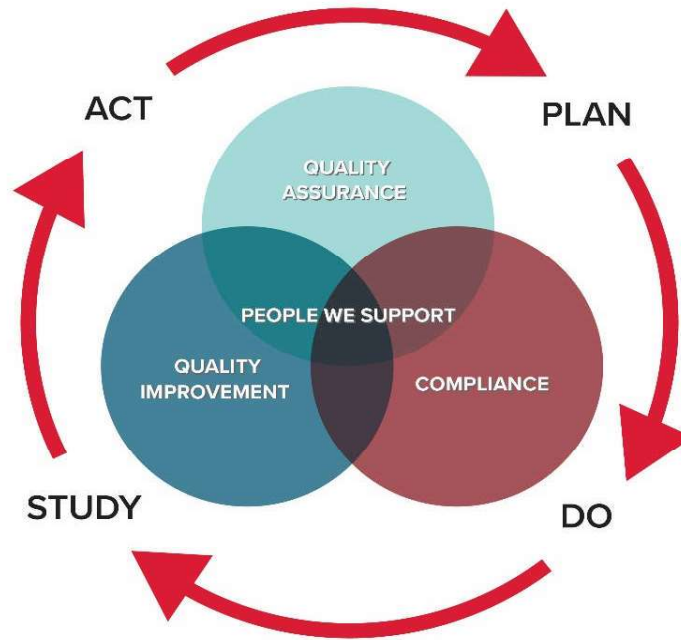 ACT
PLAN
QUALITY
ASSURANCE
PEOPLE WE SUPPORT
QUALITY
IMPROVEMENT
COMPLIANCE
STUDY
DO